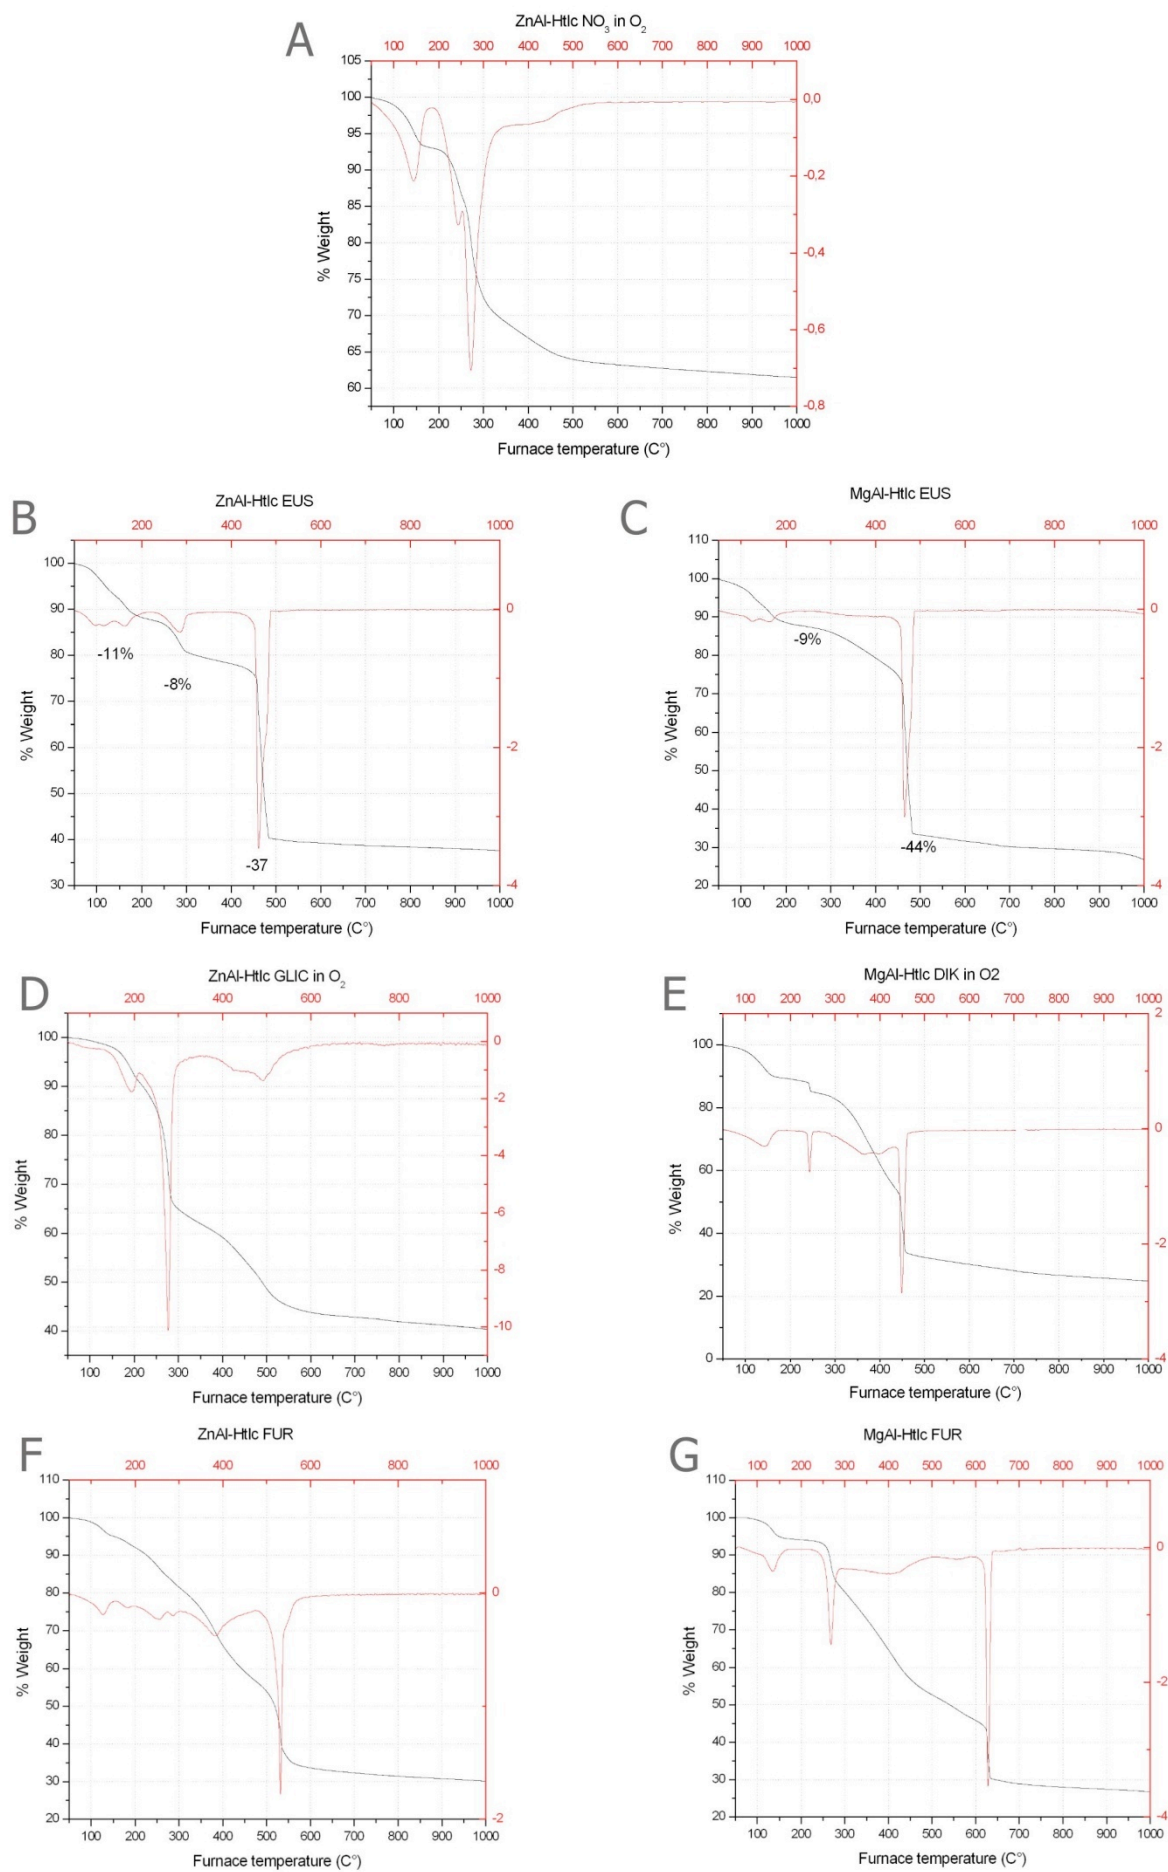 A
ZnAl-Htlc NO3 in O2
100 200 300 400 500 600 700 800 900 1000
105
100
95
90
85
80
75
70
65
60
% Weight
0,0
-0,2
-0,4
-0,6
-0,8
100 200 300 400 500 600 700 800 900 1000
Furnace temperature (C°)
B
ZnAl-Htlc EUS
200 400 600 800 1000
100
90
80
70
60
50
40
30
% Weight
-11%
-8%
-37
0
-2
-4
100 200 300 400 500 600 700 800 900 1000
Furnace temperature (C°)
C
MgAl-Htlc EUS
200 400 600 800 1000
110
100
90
80
70
60
50
40
30
20
% Weight
-9%
-44%
0
-2
-4
100 200 300 400 500 600 700 800 900 1000
Furnace temperature (C°)
D
ZnAl-Htlc GLIC in O2
200 400 600 800 1000
100
90
80
70
60
50
40
% Weight
0
-2
-4
-6
-8
-10
100 200 300 400 500 600 700 800 900 1000
Furnace temperature (C°)
E
MgAl-Htlc DIK in O2
100 200 300 400 500 600 700 800 900 1000
100
80
60
40
20
0
% Weight
2
0
-2
-4
100 200 300 400 500 600 700 800 900 1000
Furnace temperature (C°)
F
ZnAl-Htlc FUR
200 400 600 800 1000
110
100
90
80
70
60
50
40
30
20
% Weight
0
-2
100 200 300 400 500 600 700 800 900 1000
Furnace temperature (C°)
G
MgAl-Htlc FUR
100 200 300 400 500 600 700 800 900 1000
110
100
90
80
70
60
50
40
30
20
% Weight
0
-2
-4
100 200 300 400 500 600 700 800 900 1000
Furnace temperature (C°)